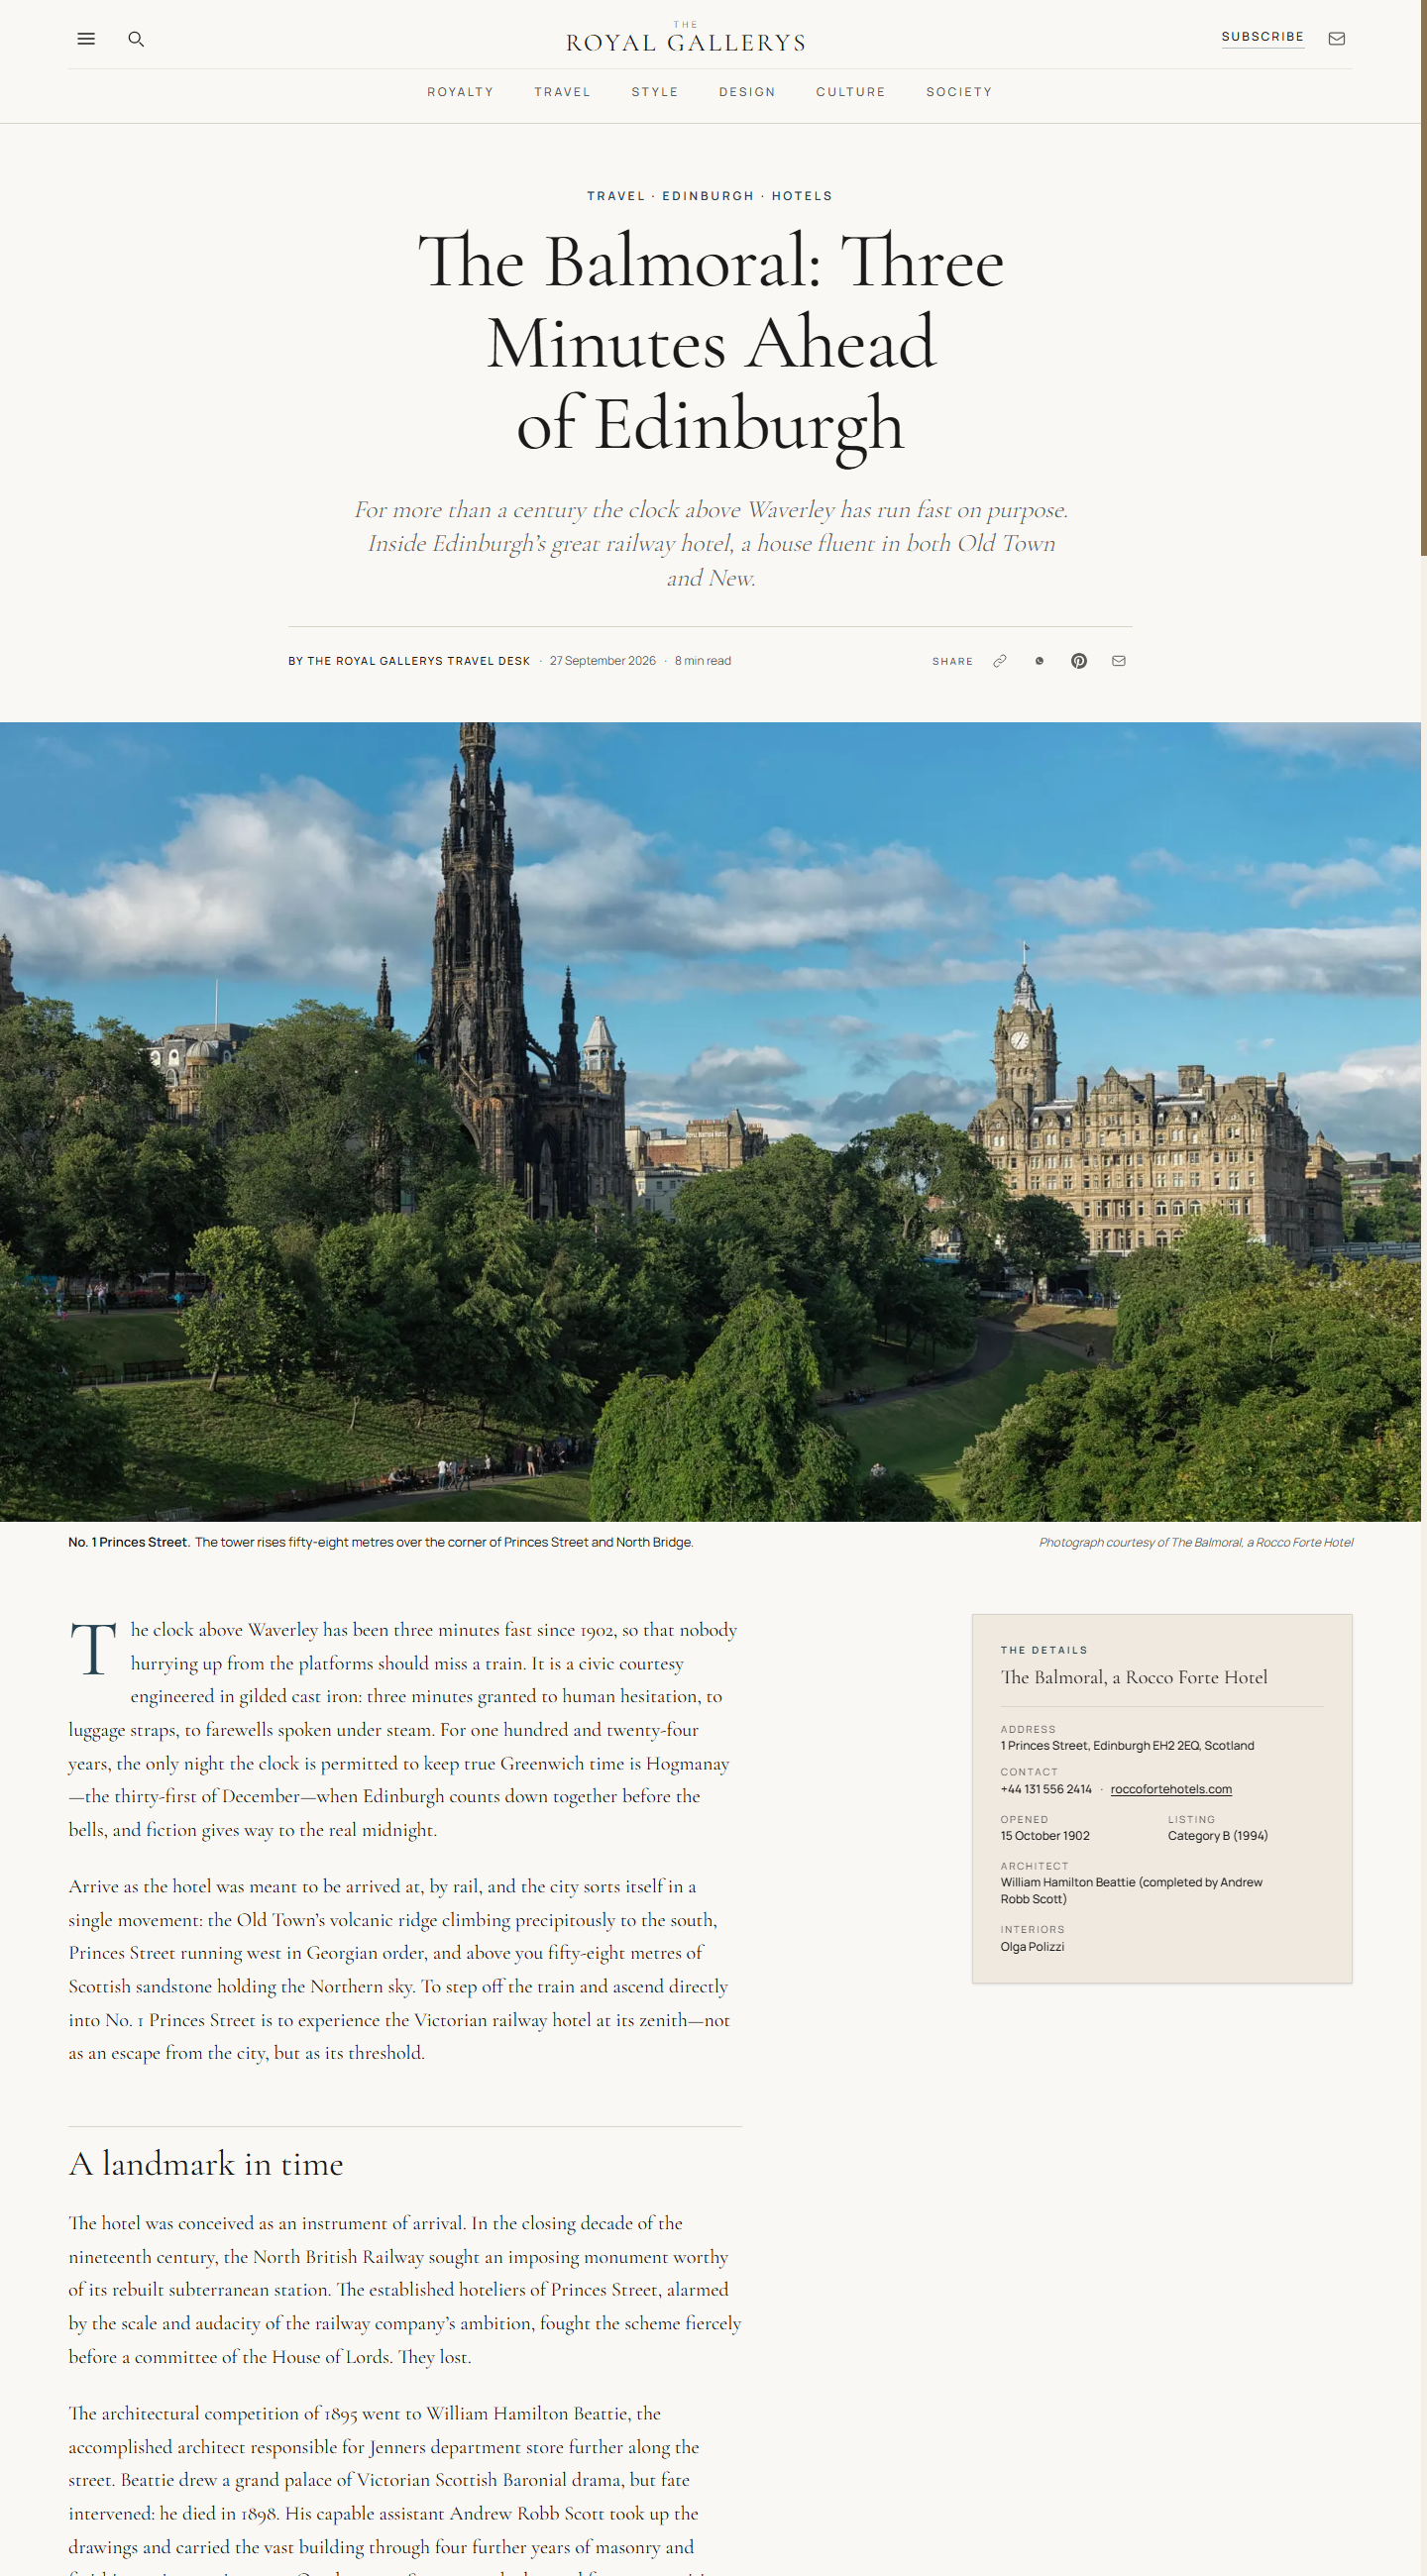 THE
ROYAL GALLERYS
SUBSCRIBE
ROYALTY TRAVEL STYLE DESIGN CULTURE SOCIETY
TRAVEL · EDINBURGH · HOTELS
The Balmoral: Three
Minutes Ahead
of Edinburgh
For more than a century the clock above Waverley has run fast on purpose.
Inside Edinburgh’s great railway hotel, a house fluent in both Old Town
and New.
BY THE ROYAL GALLERYS TRAVEL DESK · 27 September 2026 · 8 min read
SHARE
No. 1 Princes Street. The tower rises fifty-eight metres over the corner of Princes Street and North Bridge.
Photograph courtesy of The Balmoral, a Rocco Forte Hotel
The clock above Waverley has been three minutes fast since 1902, so that nobody
hurrying up from the platforms should miss a train. It is a civic courtesy
engineered in gilded cast iron: three minutes granted to human hesitation, to
luggage straps, to farewells spoken under steam. For one hundred and twenty-four
years, the only night the clock is permitted to keep true Greenwich time is Hogmanay
—the thirty-first of December—when Edinburgh counts down together before the
bells, and fiction gives way to the real midnight.
Arrive as the hotel was meant to be arrived at, by rail, and the city sorts itself in a
single movement: the Old Town’s volcanic ridge climbing precipitously to the south,
Princes Street running west in Georgian order, and above you fifty-eight metres of
Scottish sandstone holding the Northern sky. To step off the train and ascend directly
into No. 1 Princes Street is to experience the Victorian railway hotel at its zenith—not
as an escape from the city, but as its threshold.
THE DETAILS
The Balmoral, a Rocco Forte Hotel
ADDRESS
1 Princes Street, Edinburgh EH2 2EQ, Scotland
CONTACT
+44 131 556 2414 · roccofortehotels.com
OPENED
15 October 1902
LISTING
Category B (1994)
ARCHITECT
William Hamilton Beattie (completed by Andrew
Robb Scott)
INTERIORS
Olga Polizzi
A landmark in time
The hotel was conceived as an instrument of arrival. In the closing decade of the
nineteenth century, the North British Railway sought an imposing monument worthy
of its rebuilt subterranean station. The established hoteliers of Princes Street, alarmed
by the scale and audacity of the railway company’s ambition, fought the scheme fiercely
before a committee of the House of Lords. They lost.
The architectural competition of 1895 went to William Hamilton Beattie, the
accomplished architect responsible for Jenners department store further along the
street. Beattie drew a grand palace of Victorian Scottish Baronial drama, but fate
intervened: he died in 1898. His capable assistant Andrew Robb Scott took up the
drawings and carried the vast building through four further years of masonry and